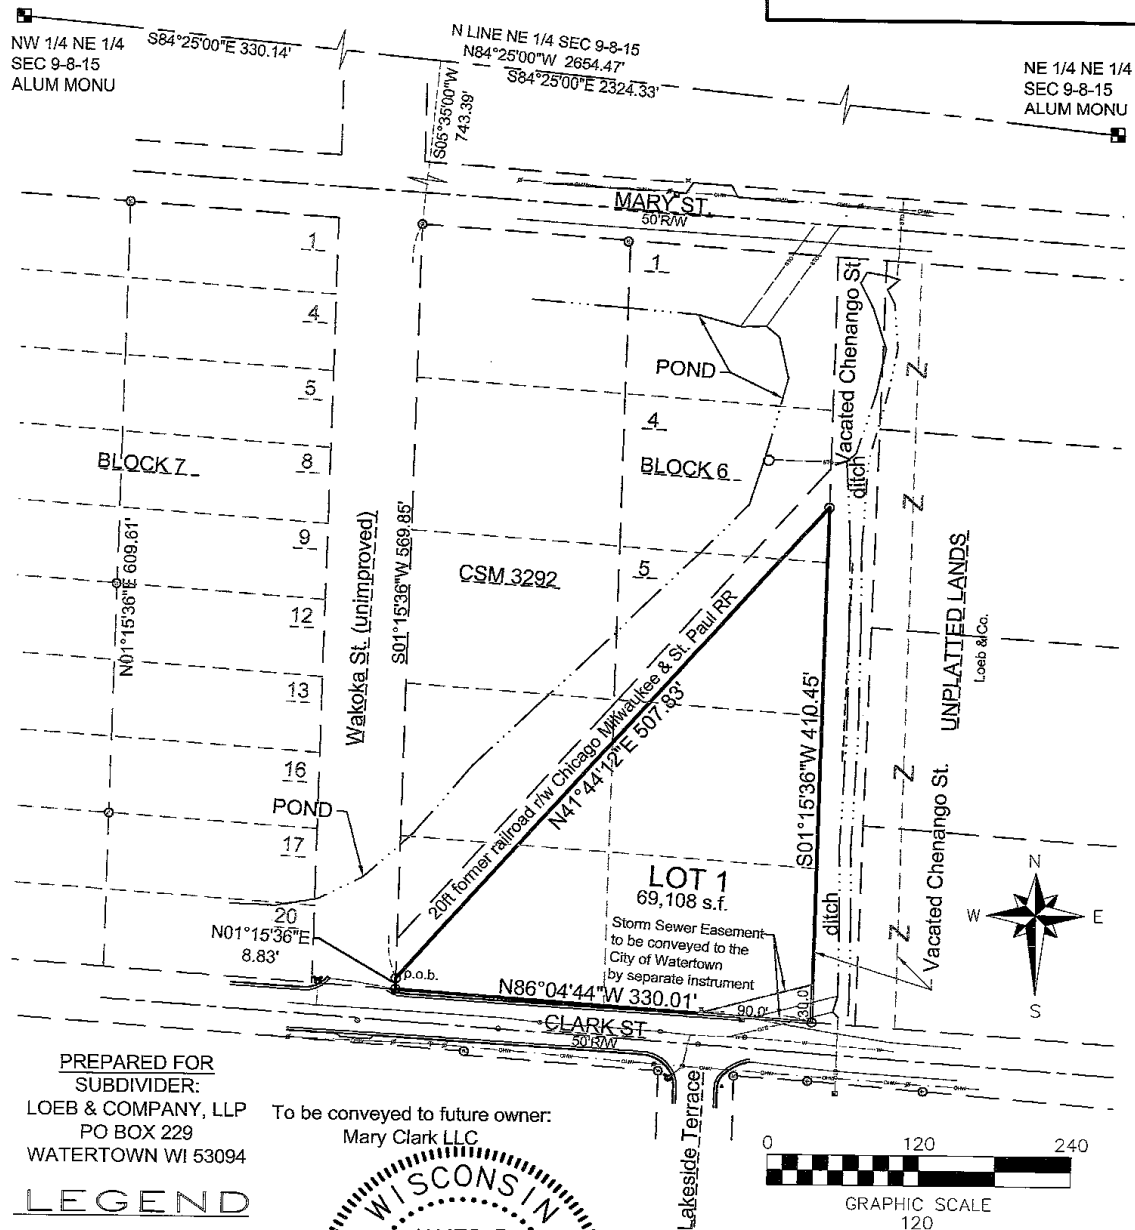 NW 1/4 NE 1/4
SEC 9-8-15
ALUM MONU
S84°25'00"E 330.14'
N LINE NE 1/4 SEC 9-8-15
N84°25'00"W 2654.47'
S84°25'00"E 2324.33'
NE 1/4 NE 1/4
SEC 9-8-15
ALUM MONU
S05°35'00"W
743.39'
MARY ST.
50'R/W
1
4
5
8
9
12
13
16
17
20
BLOCK 7
N01°15'36"E 609.61'
Wakoka St. (unimproved)
S01°15'36"W 569.85'
1
POND
4
BLOCK 6
CSM 3292
5
Vacated Chenango St.
ditch
Z
Z
Z
Z
UNPLATTED LANDS
Loeb & Co.
20ft former railroad r/w Chicago Milwaukee & St. Paul RR
N41°44'12"E 507.83'
S01°15'36"W 410.45'
POND
LOT 1
69,108 s.f.
Storm Sewer Easement
to be conveyed to the
City of Watertown
by separate instrument
ditch
Vacated Chenango St.
N
W
E
S
N01°15'36"E
8.83'
p.o.b.
N86°04'44"W 330.01'
90.0'
30.0'
CLARK ST
50'R/W
Lakeside Terrace
PREPARED FOR
SUBDIVIDER:
LOEB & COMPANY, LLP
PO BOX 229
WATERTOWN WI 53094
To be conveyed to future owner:
Mary Clark LLC
WISCONSIN
LEGEND
0
120
240
GRAPHIC SCALE
120